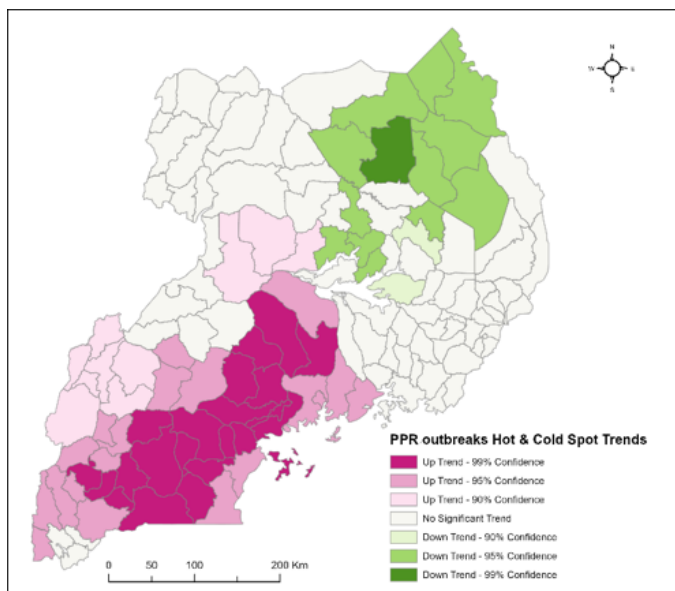 N
W S
S
PPR outbreaks Hot & Cold Spot Trends
Up Trend - 99% Confidence
Up Trend - 95% Confidence
Up Trend - 90% Confidence
No Significant Trend
Down Trend - 90% Confidence
Down Trend - 95% Confidence
Down Trend - 99% Confidence
0 50 100 200 Km